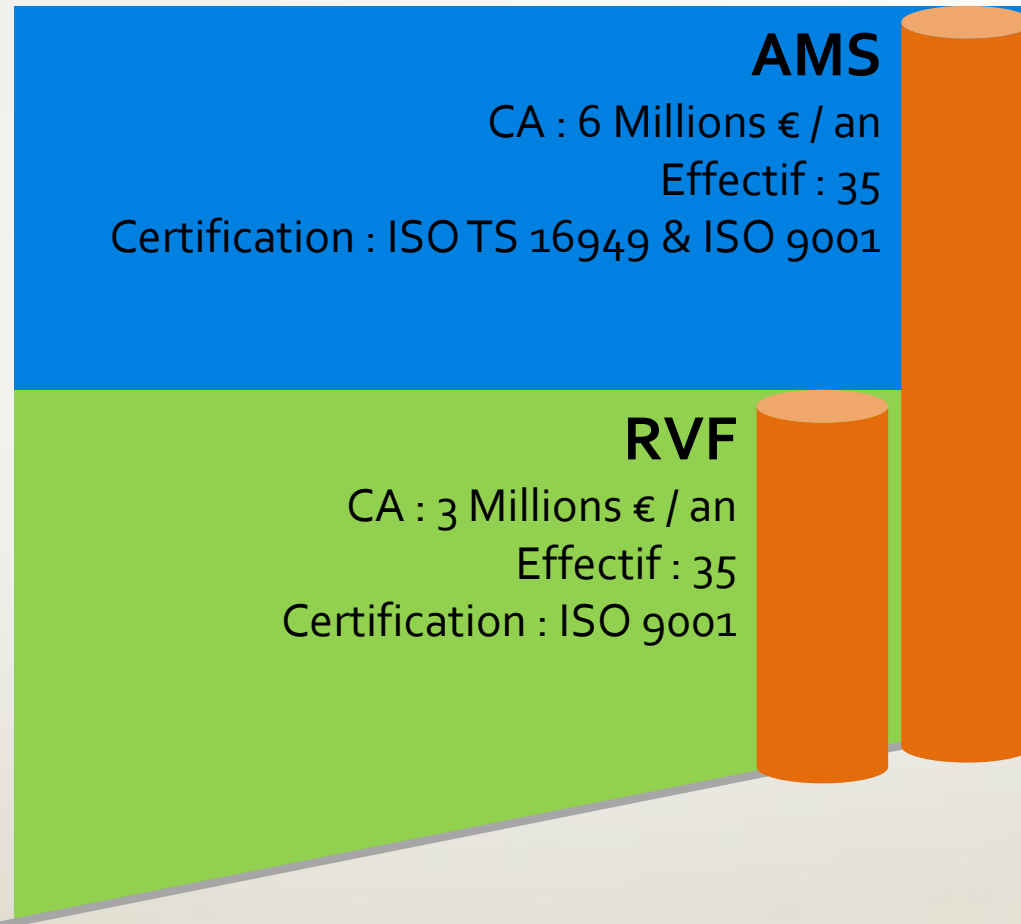 AMS
CA : 6 Millions € / an
Effectif : 35
Certification : ISO TS 16949 & ISO 9001
RVF
CA : 3 Millions € / an
Effectif : 35
Certification : ISO 9001